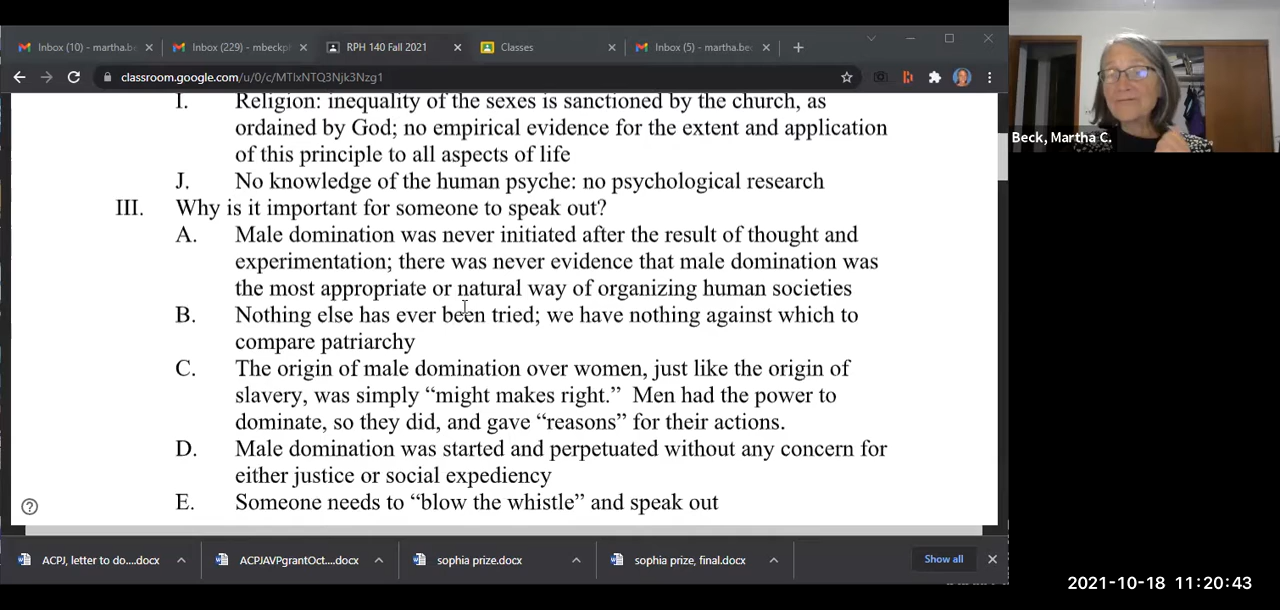 Inbox (10) - martha.b
Inbox (229) - mbeckp
RPH 140 Fall 2021
Classes
Inbox (5) - martha.bec
classroom.google.com/u/0/c/MTIxNTQ3Njk3Nzg1
I. Religion: inequality of the sexes is sanctioned by the church, as
ordained by God; no empirical evidence for the extent and application
of this principle to all aspects of life
J. No knowledge of the human psyche: no psychological research
III. Why is it important for someone to speak out?
A. Male domination was never initiated after the result of thought and
experimentation; there was never evidence that male domination was
the most appropriate or natural way of organizing human societies
B. Nothing else has ever been tried; we have nothing against which to
compare patriarchy
C. The origin of male domination over women, just like the origin of
slavery, was simply “might makes right.” Men had the power to
dominate, so they did, and gave “reasons” for their actions.
D. Male domination was started and perpetuated without any concern for
either justice or social expediency
E. Someone needs to “blow the whistle” and speak out
ACPJ, letter to do....docx
ACPJAVPgrantOct....docx
sophia prize.docx
sophia prize, final.docx
Show all
Beck, Martha C.
2021-10-18 11:20:43